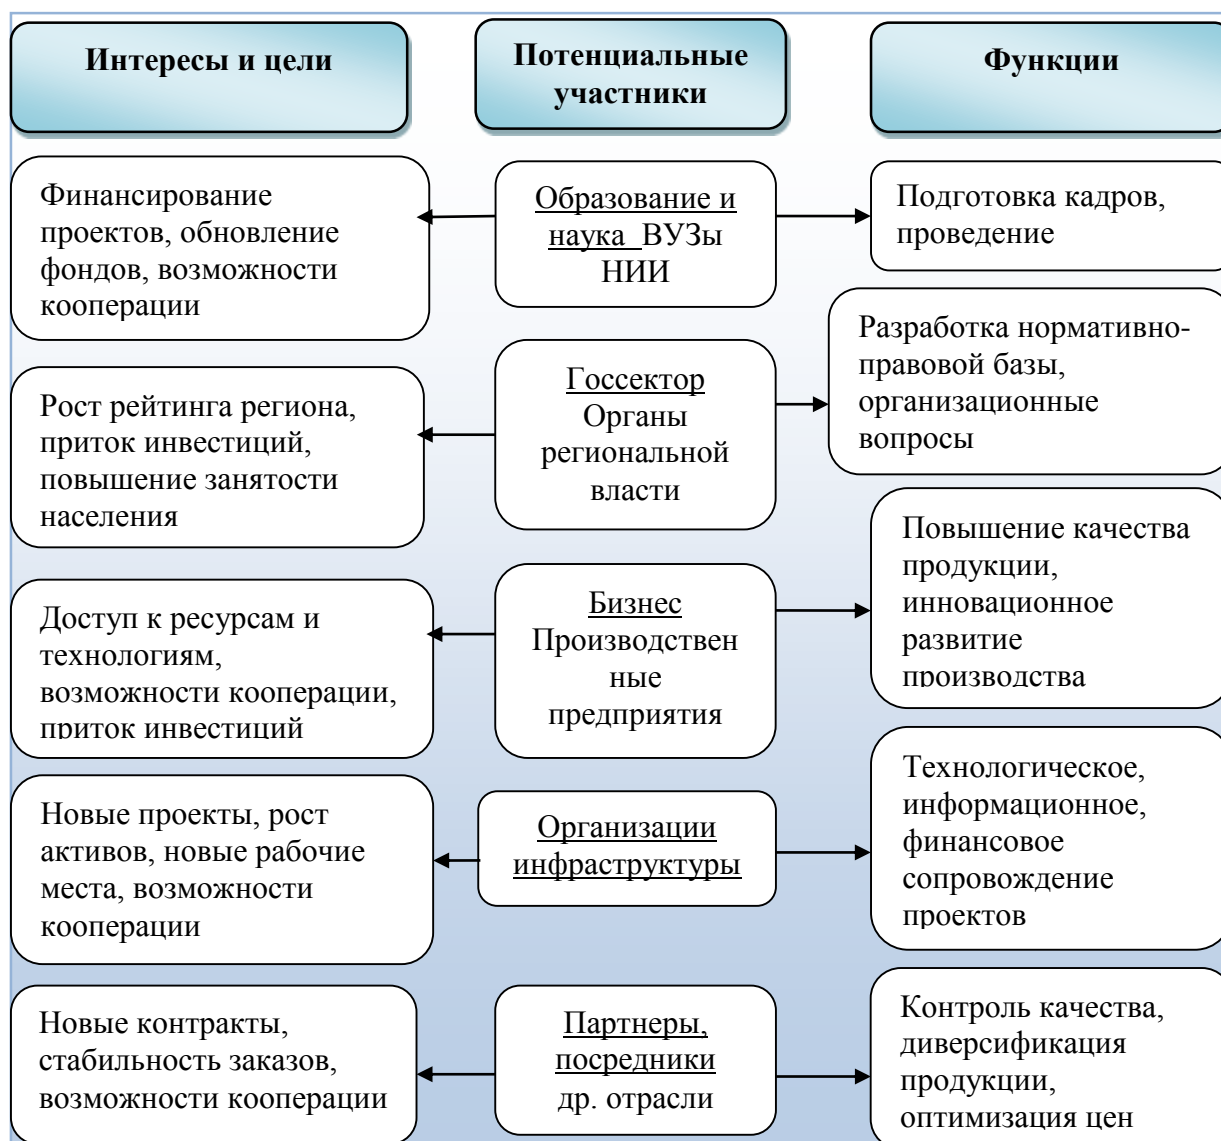 Интересы и цели
Потенциальные
участники
Функции
Финансирование
проектов, обновление
фондов, возможности
кооперации
Образование и
наука ВУЗы
НИИ
Подготовка кадров,
проведение
Рост рейтинга региона,
приток инвестиций,
повышение занятости
населения
Госсектор
Органы
региональной
власти
Разработка нормативно-
правовой базы,
организационные
вопросы
Доступ к ресурсам и
технологиям,
возможности кооперации,
приток инвестиций
Бизнес
Производствен
ные
предприятия
Повышение качества
продукции,
инновационное
развитие
производства
Новые проекты, рост
активов, новые рабочие
места, возможности
кооперации
Организации
инфраструктуры
Технологическое,
информационное,
финансовое
сопровождение
проектов
Новые контракты,
стабильность заказов,
возможности кооперации
Партнеры,
посредники
др. отрасли
Контроль качества,
диверсификация
продукции,
оптимизация цен